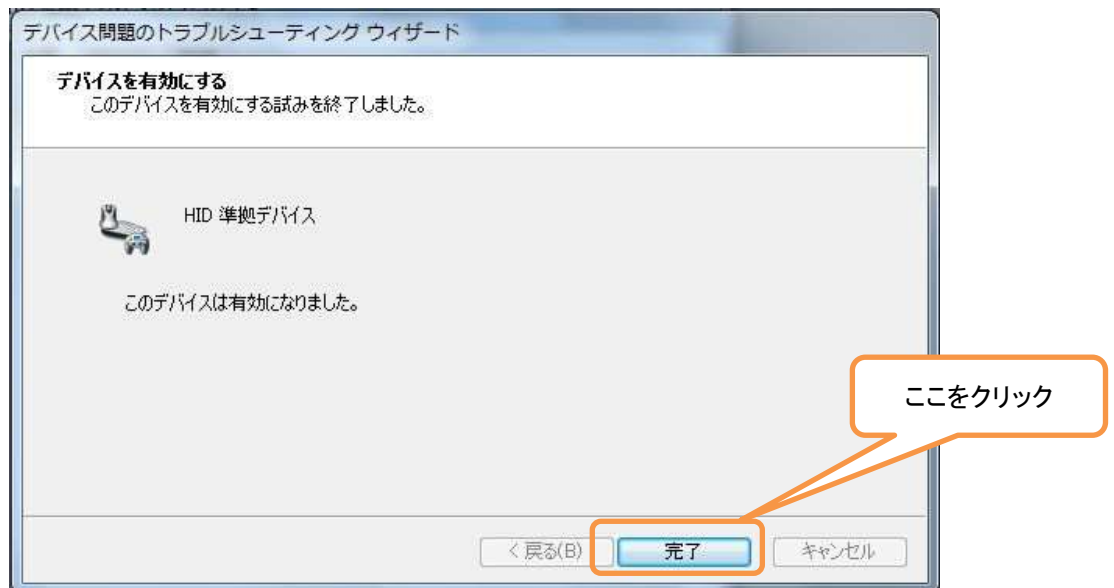 デバイス問題のトラブルシューティング ウィザード
デバイスを有効にする
このデバイスを有効にする試みを終了しました。
HID 準拠デバイス
このデバイスは有効になりました。
ここをクリック
< 戻る(B)
完了
キャンセル